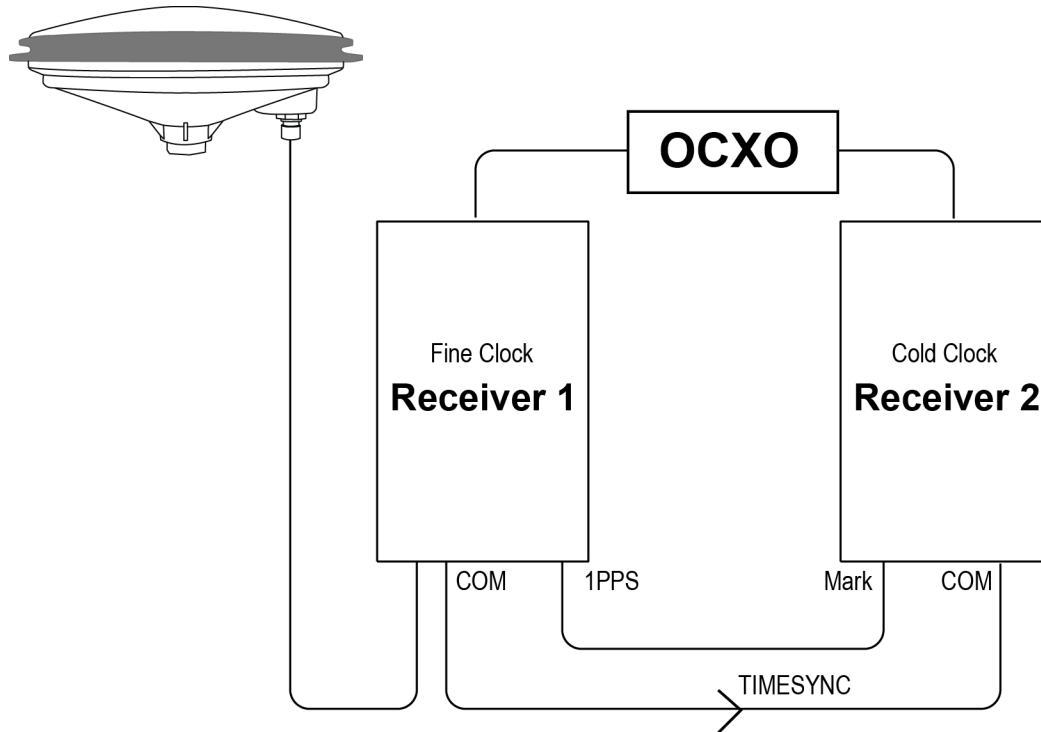 OCXO
Fine Clock
Receiver 1
Cold Clock
Receiver 2
COM
1PPS
Mark
COM
TIMESYNC